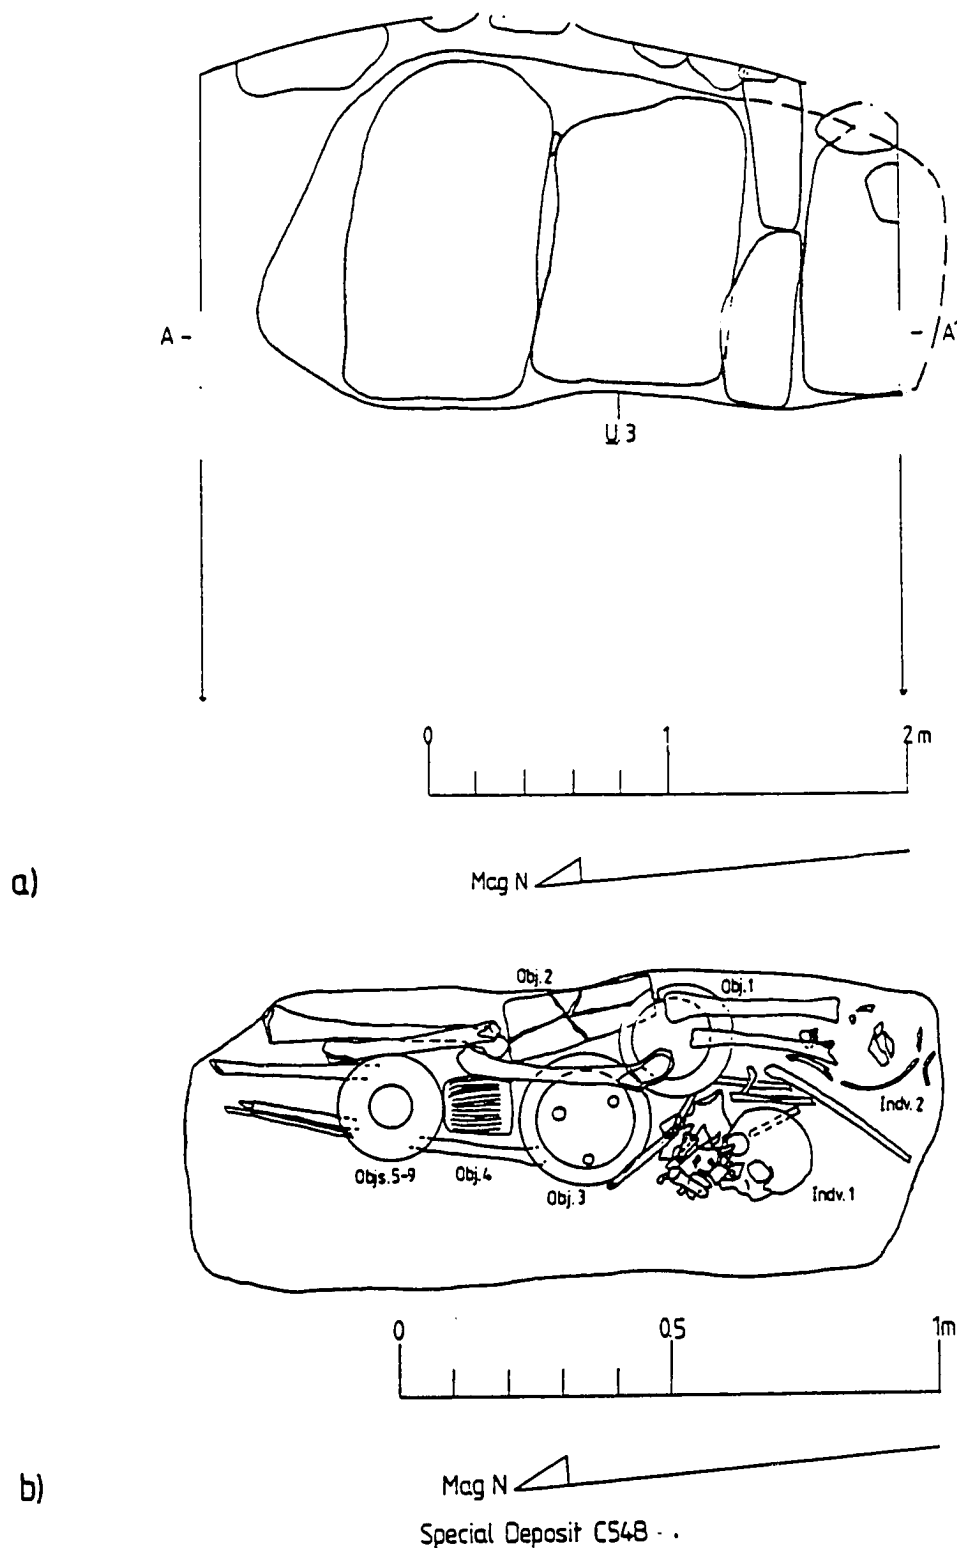 A - - A'
U 3
0 1 2 m
Mag N
a)
Obj. 2 Obj. 1
Indv. 2
Objs. 5-9 Obj. 4 Obj. 3 Indv. 1
0 0.5 1m
Mag N
b)
Special Deposit C54B